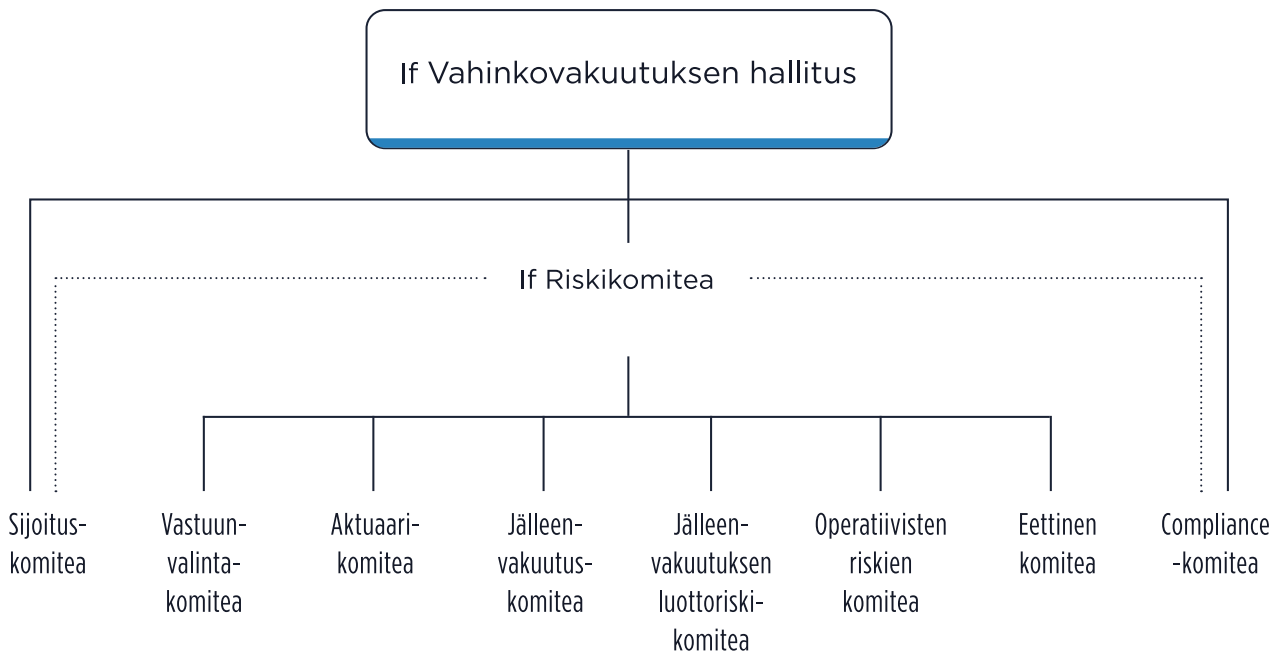 If Vahinkovakuutuksen hallitus
If Riskikomitea
Sijoitus-
komitea
Vastuun-
valinta-
komitea
Aktuaari-
komitea
Jälleen-
vakuutus-
komitea
Jälleen-
vakuutuksen
luottoriski-
komitea
Operatiivisten
riskien
komitea
Eettinen
komitea
Compliance
-komitea